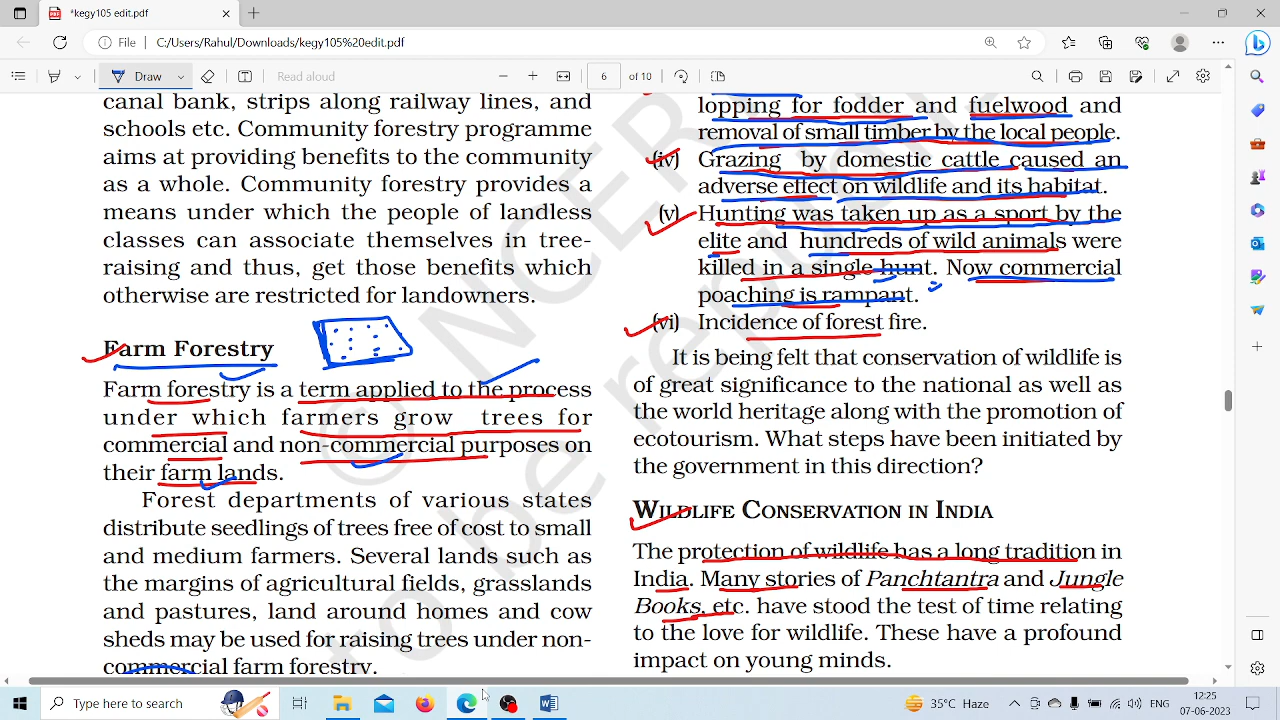 *kegy105 edit.pdf
File
C:/Users/Rahul/Downloads/kegy105%20edit.pdf
Draw
Read aloud
6
of 10
canal bank, strips along railway lines, and
schools etc. Community forestry programme
aims at providing benefits to the community
as a whole. Community forestry provides a
means under which the people of landless
classes can associate themselves in tree-
raising and thus, get those benefits which
otherwise are restricted for landowners.
Farm Forestry
Farm forestry is a term applied to the process
under which farmers grow trees for
commercial and non-commercial purposes on
their farm lands.
Forest departments of various states
distribute seedlings of trees free of cost to small
and medium farmers. Several lands such as
the margins of agricultural fields, grasslands
and pastures, land around homes and cow
sheds may be used for raising trees under non-
commercial farm forestry.
lopping for fodder and fuelwood and
removal of small timber by the local people.
(iv) Grazing by domestic cattle caused an
adverse effect on wildlife and its habitat.
(v) Hunting was taken up as a sport by the
elite and hundreds of wild animals were
killed in a single hunt. Now commercial
poaching is rampant.
(vi) Incidence of forest fire.
It is being felt that conservation of wildlife is
of great significance to the national as well as
the world heritage along with the promotion of
ecotourism. What steps have been initiated by
the government in this direction?
WILDLIFE CONSERVATION IN INDIA
The protection of wildlife has a long tradition in
India. Many stories of Panchtantra and Jungle
Books, etc. have stood the test of time relating
to the love for wildlife. These have a profound
impact on young minds.
© NCER
to be re
Type here to search
35°C Haze
ENG
12:25
07-06-2023